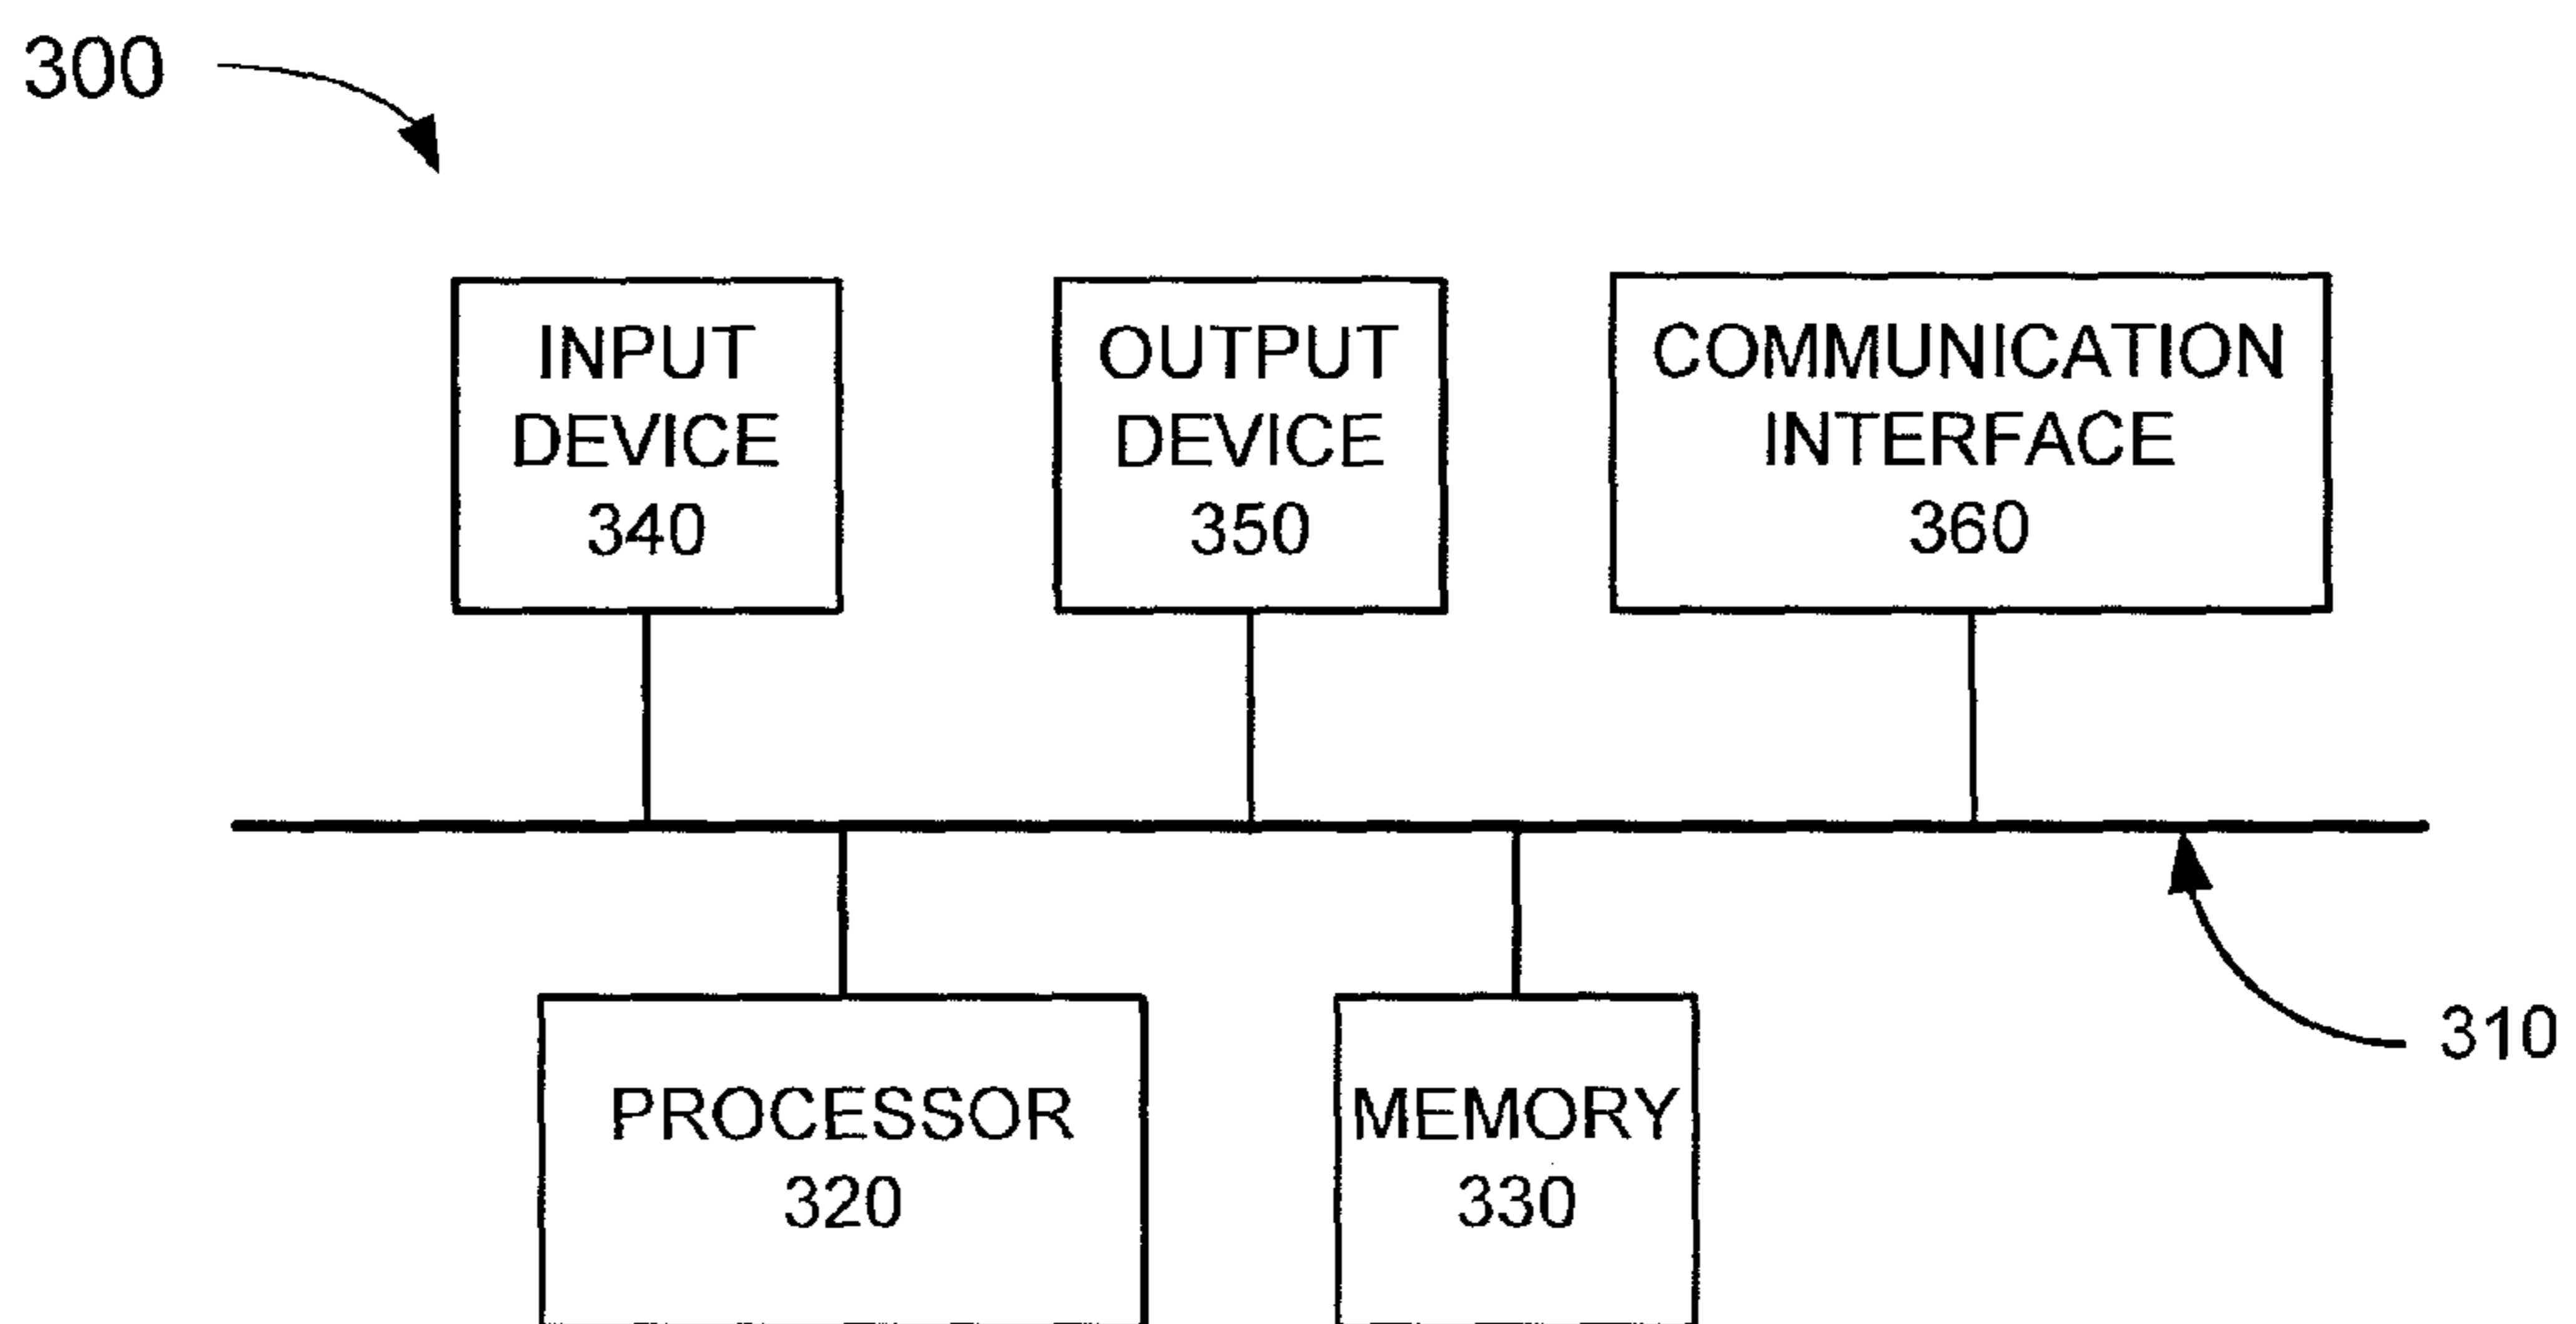 300
INPUT
DEVICE
340
OUTPUT
DEVICE
350
COMMUNICATION
INTERFACE
360
PROCESSOR
320
MEMORY
330
310